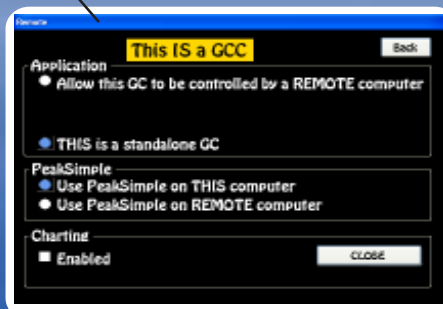 Remote
This IS a GCC
Back
Application
Allow this GC to be controlled by a REMOTE computer
THIS is a standalone GC
PeakSimple
Use PeakSimple on THIS computer
Use PeakSimple on REMOTE computer
Charting
Enabled
CLOSE